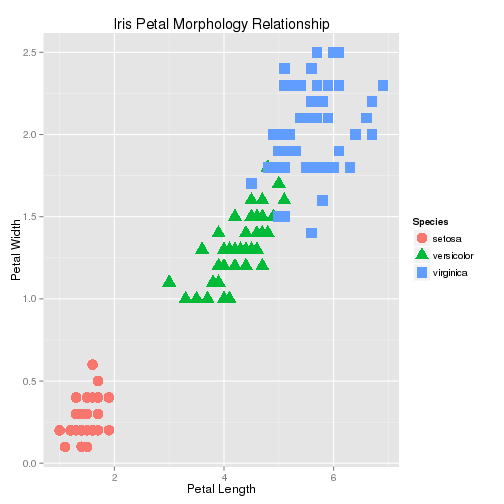 Iris Petal Morphology Relationship
Petal Width
2.5
2.0
1.5
1.0
0.5
0.0
2
4
6
Petal Length
Species
setosa
versicolor
virginica